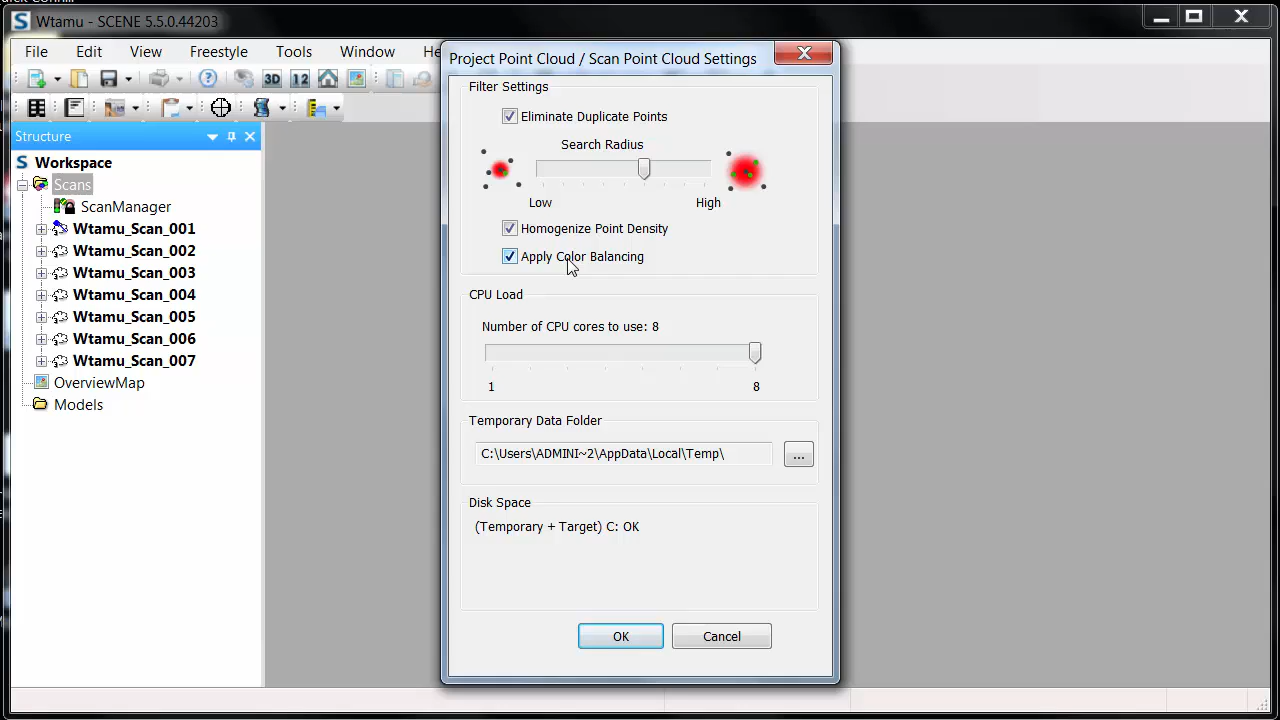 Wtamu - SCENE 5.5.0.44203
File Edit View Freestyle Tools Window He
3D 12
Structure
Workspace
Scans
ScanManager
Wtamu_Scan_001
Wtamu_Scan_002
Wtamu_Scan_003
Wtamu_Scan_004
Wtamu_Scan_005
Wtamu_Scan_006
Wtamu_Scan_007
OverviewMap
Models
Project Point Cloud / Scan Point Cloud Settings
Filter Settings
Eliminate Duplicate Points
Search Radius
Low High
Homogenize Point Density
Apply Color Balancing
CPU Load
Number of CPU cores to use: 8
1 8
Temporary Data Folder
C:\Users\ADMINI~2\AppData\Local\Temp\
...
Disk Space
(Temporary + Target) C: OK
OK Cancel